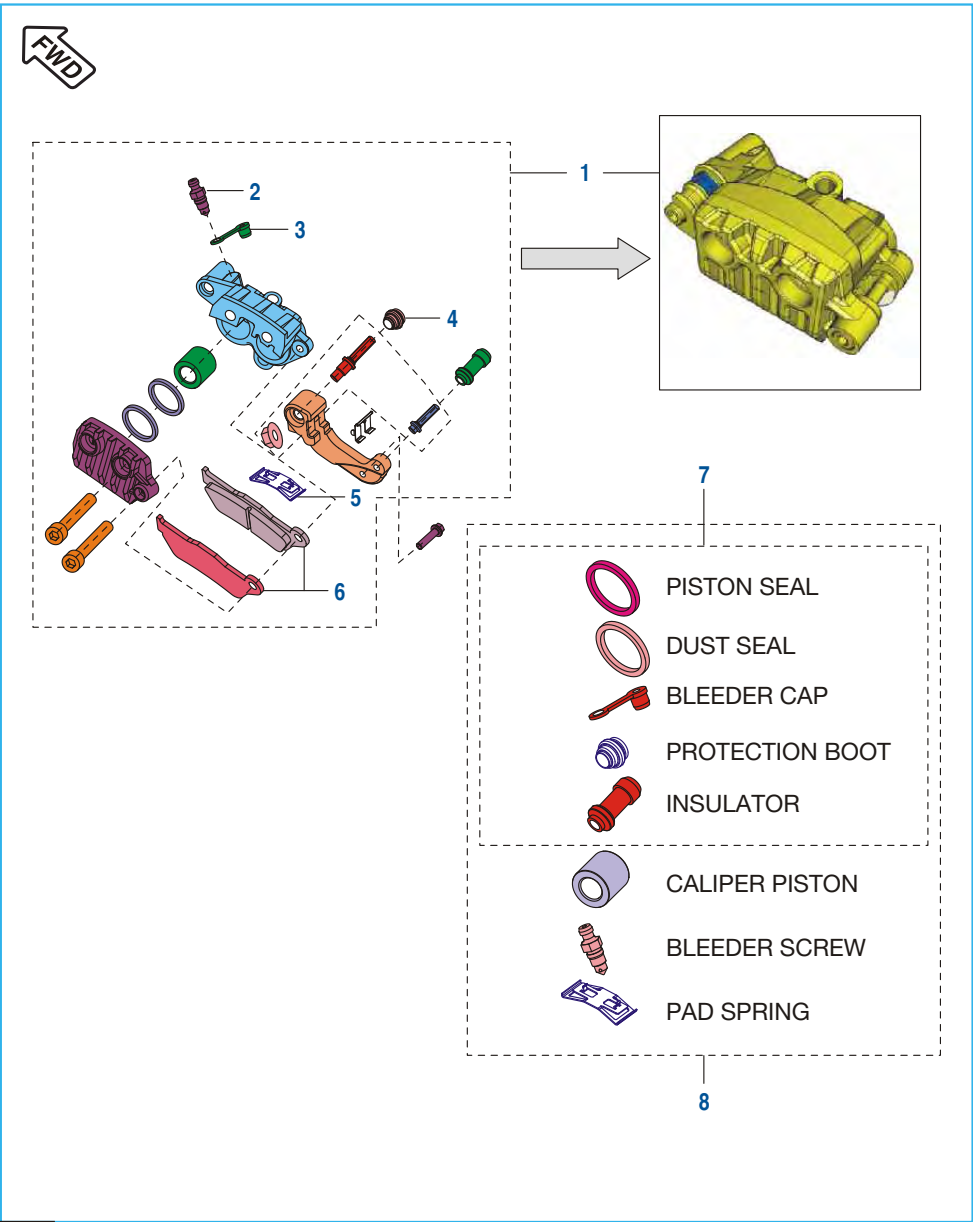 FWD
1
2
3
4
5
6
7
PISTON SEAL
DUST SEAL
BLEEDER CAP
PROTECTION BOOT
INSULATOR
CALIPER PISTON
BLEEDER SCREW
PAD SPRING
8